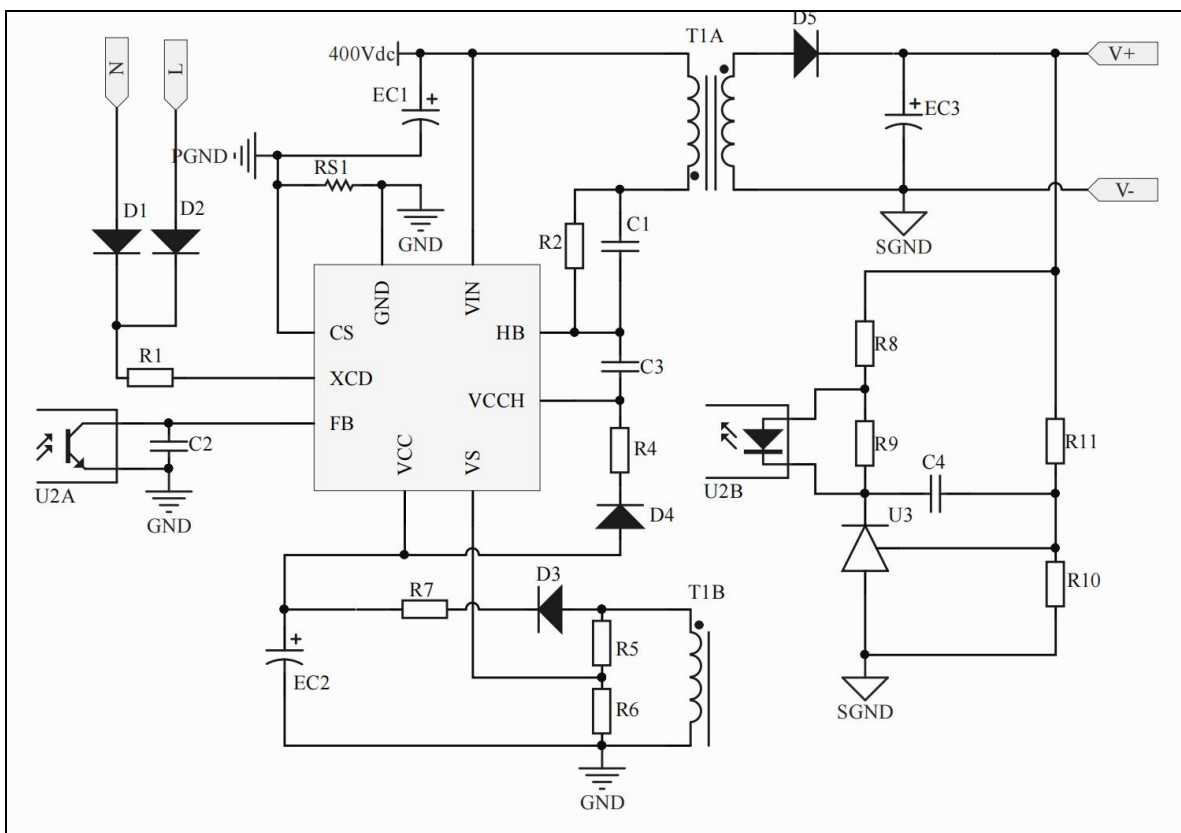 D5
T1A
V+
400Vdc
N
L
EC1
+
+
EC3
PGND
RS1
V-
D1
D2
GND
C1
R2
SGND
GND
VIN
CS
HB
R8
R1
C3
XCD
VCCH
FB
C2
R4
R9
R11
VCC
VS
C4
U2A
U2B
GND
D4
U3
D3
R7
T1B
R10
+
R5
EC2
R6
SGND
GND